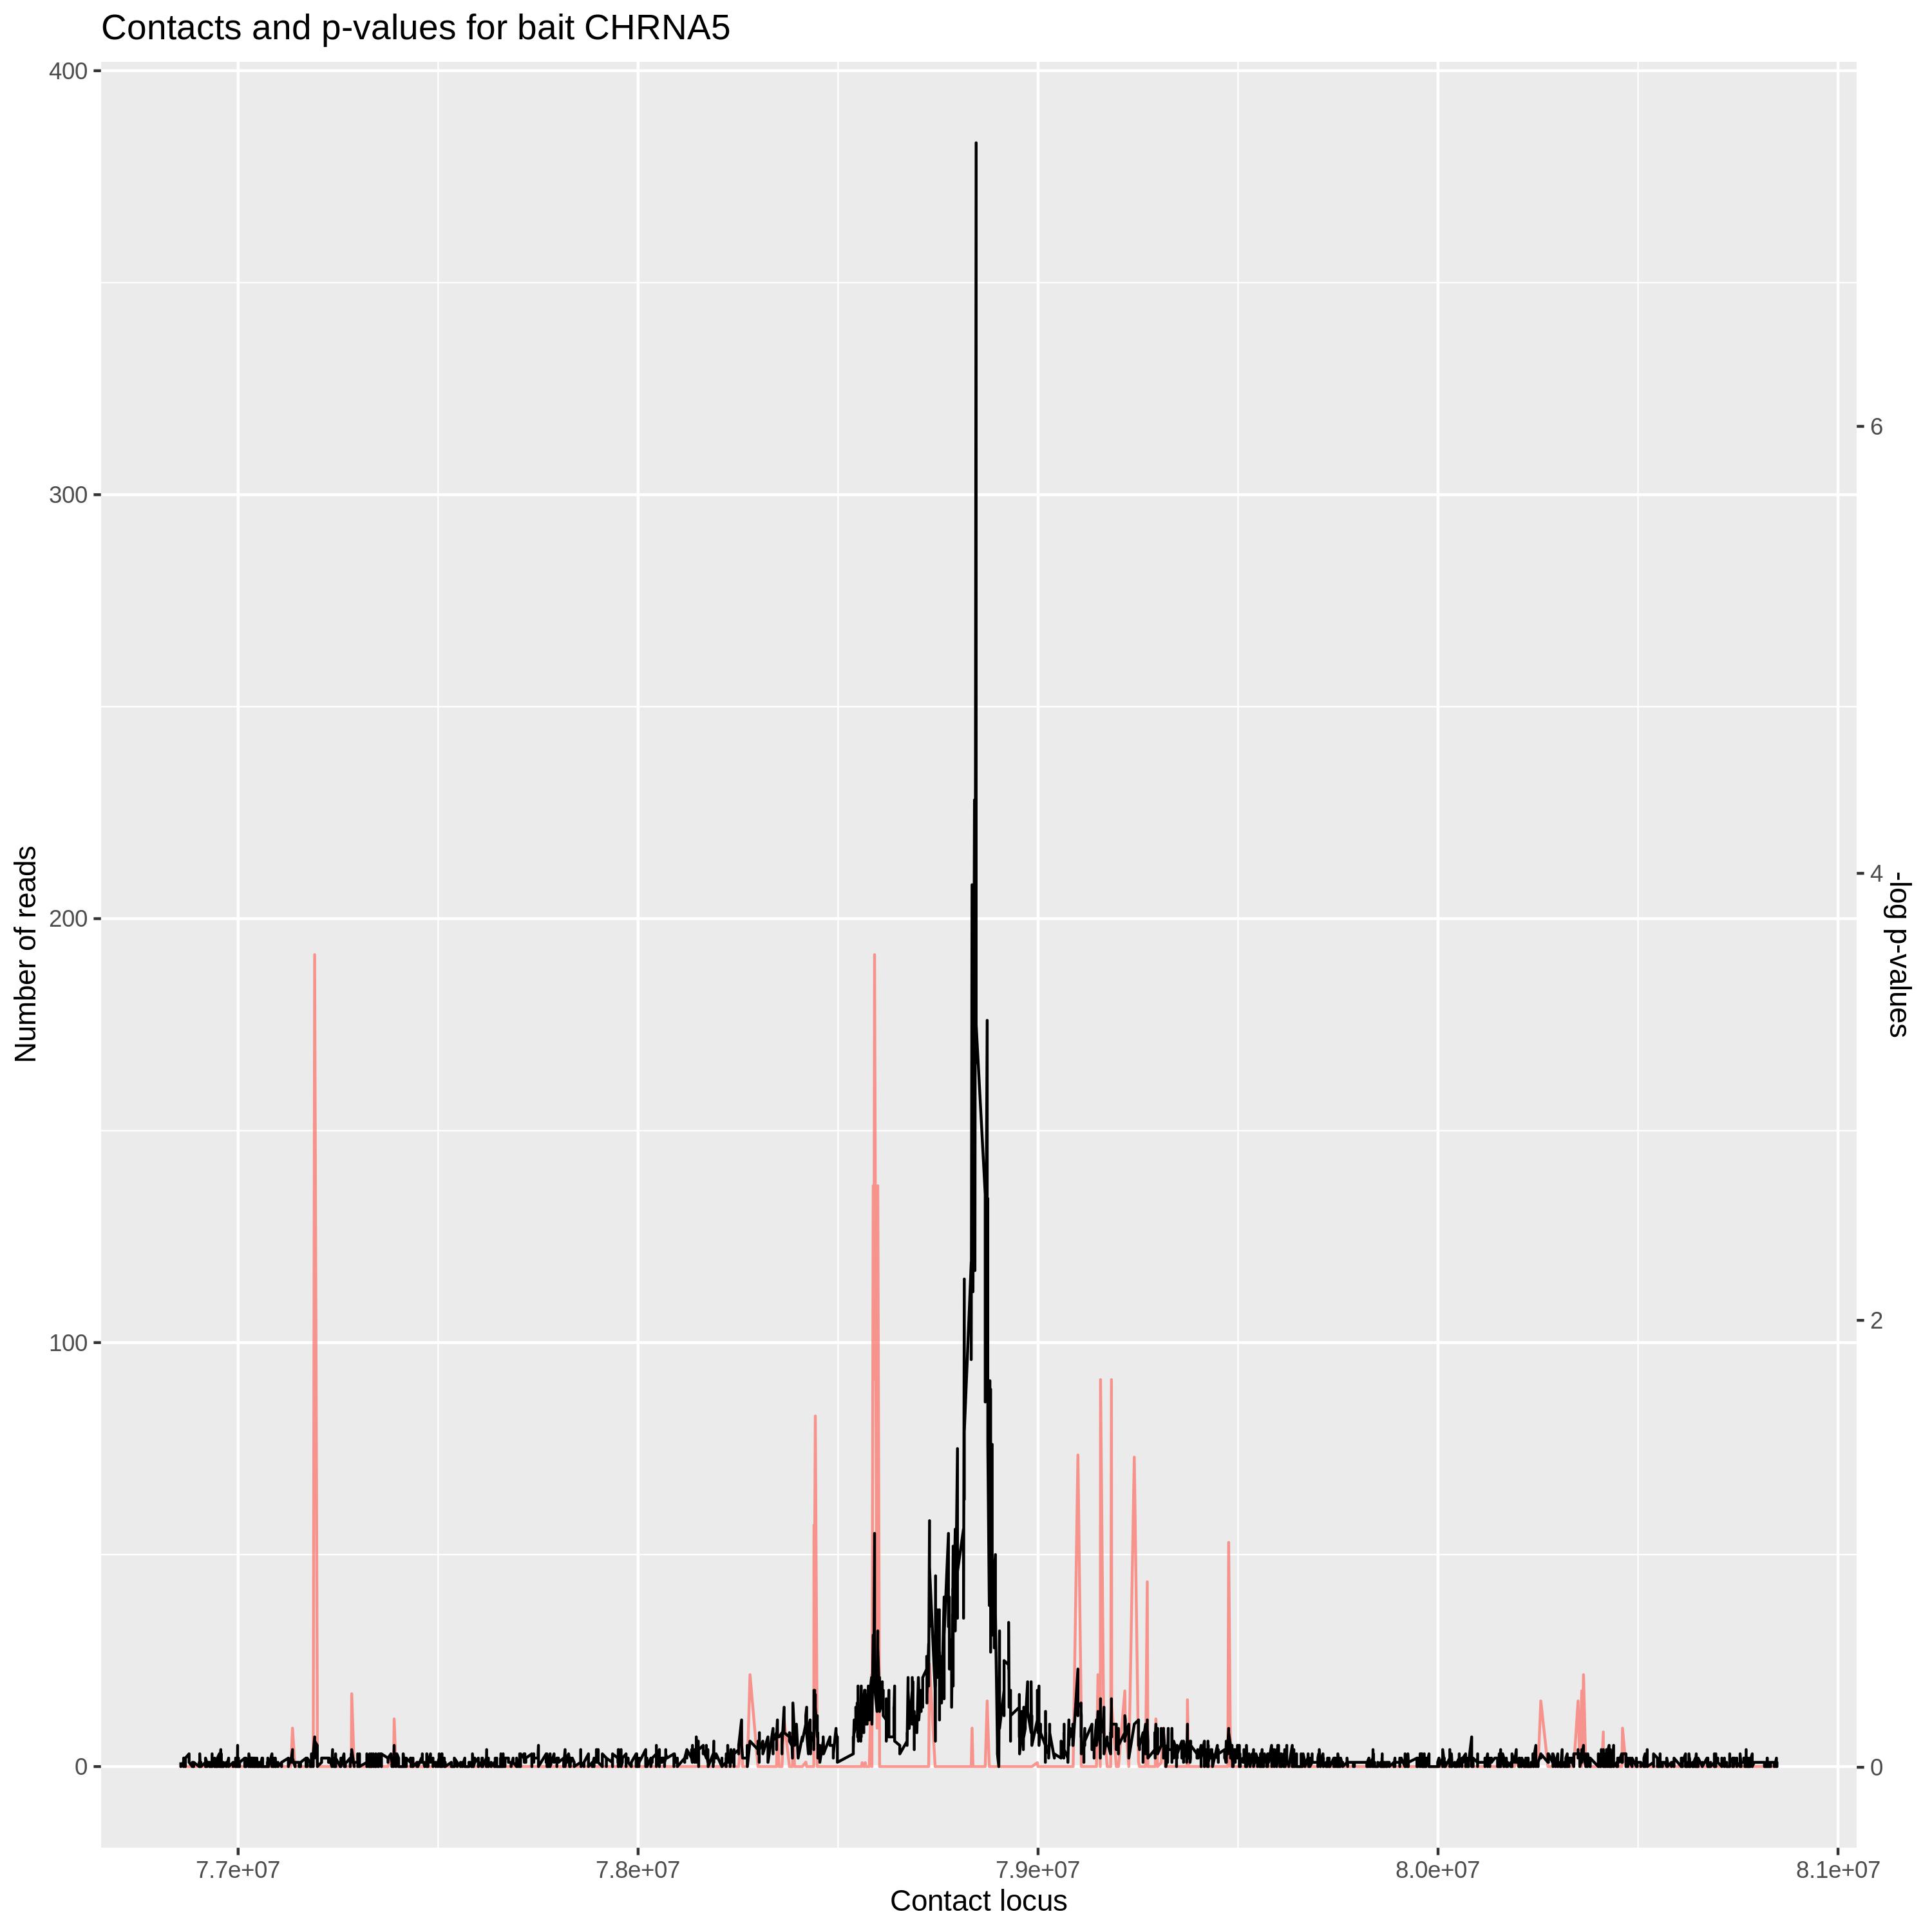 Contacts and p-values for bait CHRNA5
400
300
200
100
0
Number of reads
6
4
2
0
-log p-values
7.7e+07 7.8e+07 7.9e+07 8.0e+07 8.1e+07
Contact locus